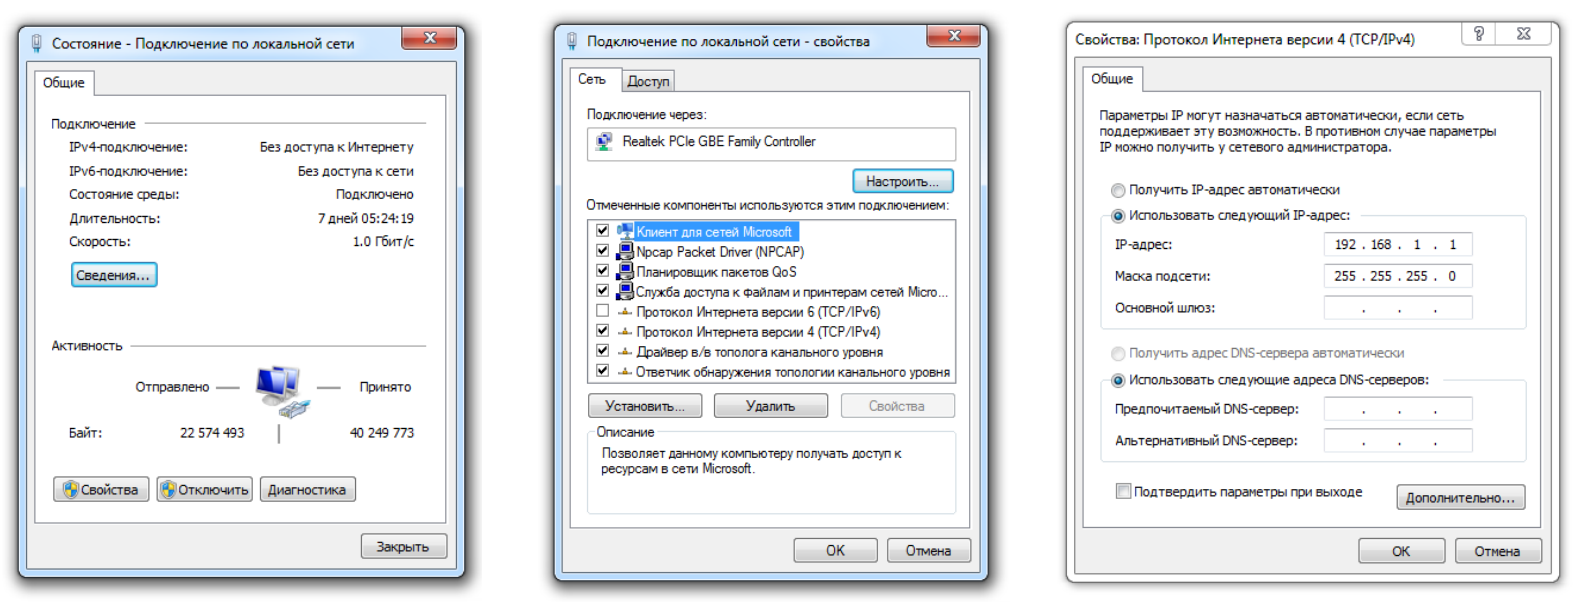 Состояние - Подключение по локальной сети
Общие
Подключение
IPv4-подключение: Без доступа к Интернету
IPv6-подключение: Без доступа к сети
Состояние среды: Подключено
Длительность: 7 дней 05:24:19
Скорость: 1.0 Гбит/с
Сведения...
Активность
Отправлено — — Принято
Байт: 22 574 493 40 249 773
Свойства Отключить Диагностика
Закрыть
Подключение по локальной сети - свойства
Сеть Доступ
Подключение через:
Realtek PCIe GBE Family Controller
Настроить...
Отмеченные компоненты используются этим подключением:
Клиент для сетей Microsoft
Npcap Packet Driver (NPCAP)
Планировщик пакетов QoS
Служба доступа к файлам и принтерам сетей Micro...
Протокол Интернета версии 6 (TCP/IPv6)
Протокол Интернета версии 4 (TCP/IPv4)
Драйвер в/в тополога канального уровня
Ответчик обнаружения топологии канального уровня
Установить... Удалить Свойства
Описание
Позволяет данному компьютеру получать доступ к
ресурсам в сети Microsoft.
OK Отмена
Свойства: Протокол Интернета версии 4 (TCP/IPv4)
Общие
Параметры IP могут назначаться автоматически, если сеть
поддерживает эту возможность. В противном случае параметры
IP можно получить у сетевого администратора.
Получить IP-адрес автоматически
Использовать следующий IP-адрес:
IP-адрес: 192 . 168 . 1 . 1
Маска подсети: 255 . 255 . 255 . 0
Основной шлюз: . . .
Получить адрес DNS-сервера автоматически
Использовать следующие адреса DNS-серверов:
Предпочитаемый DNS-сервер: . . .
Альтернативный DNS-сервер: . . .
Подтвердить параметры при выходе Дополнительно...
OK Отмена